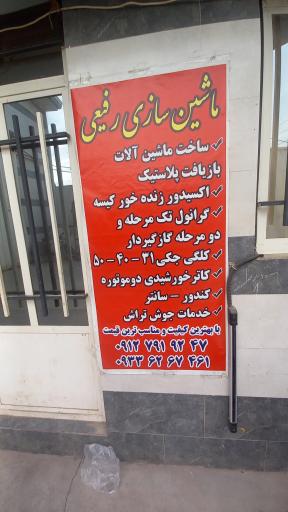 ماشین سازی رفیعی
✓ ساخت ماشین آلات
بازیافت پلاستیک
✓ اکسیدور زنده خور کیسه
✓ گرانول تک مرحله و
دو مرحله گازگیردار
✓ کلگی چکی ۳۱ - ۴۰ - ۵۰
✓ کاتر خورشیدی دوموتوره
✓ کندور - سانتر
✓ خدمات جوش تراش
با بهترین کیفیت و مناسب ترین قیمت
۰۹۱۲ ۷۹۱ ۹۲ ۴۷
۰۹۳۳ ۶۲ ۶۷ ۴۶۱